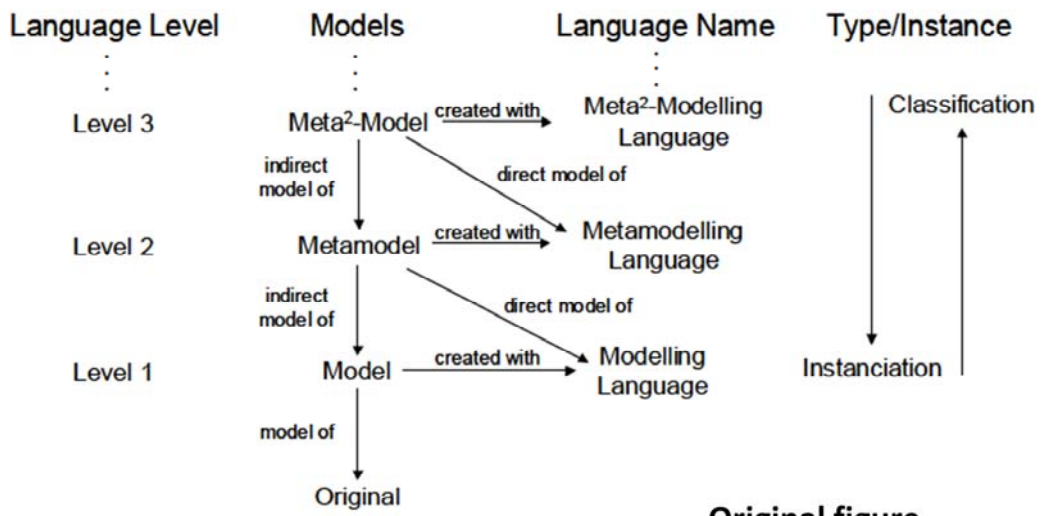 Language Level Models Language Name Type/Instance
Level 3 Meta²-Model created with Meta²-Modelling Language Classification
indirect model of direct model of
Level 2 Metamodel created with Metamodelling Language
indirect model of direct model of
Level 1 Model created with Modelling Language Instanciation
model of
Original
Original figure